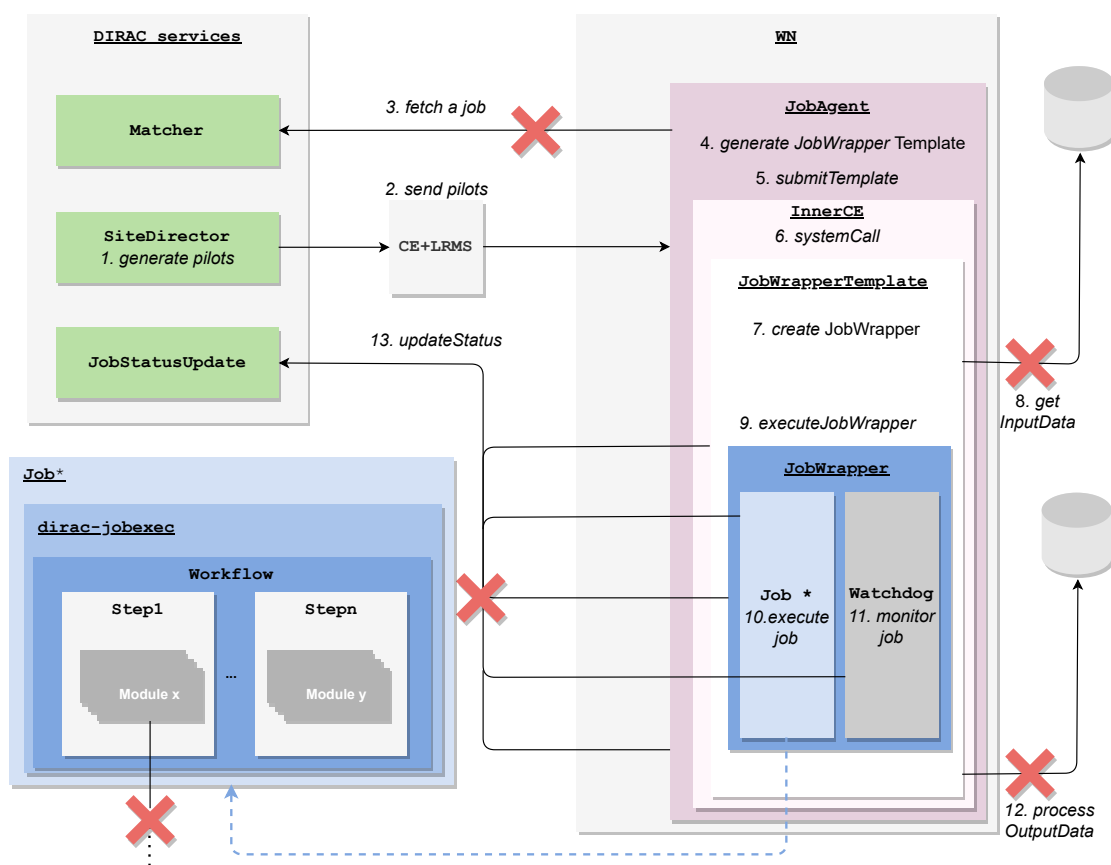 DIRAC services
WN
Matcher
3. fetch a job
JobAgent
4. generate JobWrapper Template
5. submitTemplate
2. send pilots
SiteDirector
1. generate pilots
CE+LRMS
InnerCE
6. systemCall
JobWrapperTemplate
7. create JobWrapper
13. updateStatus
JobStatusUpdate
8. get
InputData
9. executeJobWrapper
JobWrapper
Job*
dirac-jobexec
Workflow
Step1
Stepn
Module x
...
Module y
Job *
10.execute
job
Watchdog
11. monitor
job
12. process
OutputData